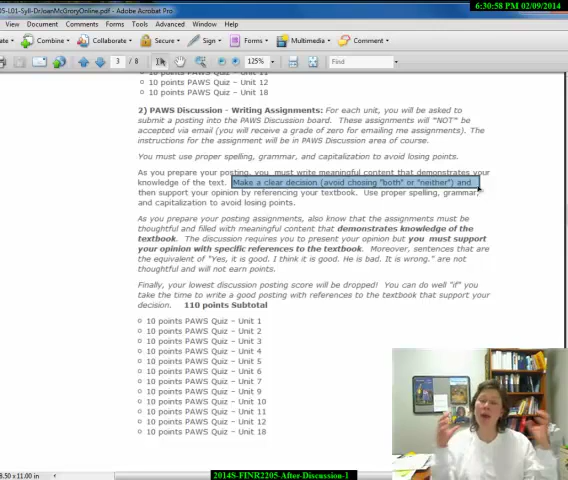 6:30:58 PM 02/09/2014
05-L01-Syll-DrJoanMcGroryOnline.pdf - Adobe Acrobat Pro
View Document Comments Forms Tools Advanced Window Help
Combine Collaborate Secure Sign Forms Multimedia Comment
3 / 8 125% Find
10 points PAWS Quiz – Unit 11
10 points PAWS Quiz – Unit 12
10 points PAWS Quiz – Unit 18
2) PAWS Discussion - Writing Assignments: For each unit, you will be asked to
submit a posting into the PAWS Discussion board. These assignments will "NOT" be
accepted via email (you will receive a grade of zero for emailing me assignments). The
instructions for the assignment will be in PAWS Discussion area of course.
You must use proper spelling, grammar, and capitalization to avoid losing points.
As you prepare your posting, you must write meaningful content that demonstrates your
knowledge of the text. Make a clear decision (avoid chosing "both" or "neither") and
then support your opinion by referencing your textbook. Use proper spelling, grammar,
and capitalization to avoid losing points.
As you prepare your posting assignments, also know that the assignments must be
thoughtful and filled with meaningful content that demonstrates knowledge of the
textbook. The discussion requires you to present your opinion but you must support
your opinion with specific references to the textbook. Moreover, sentences that are
the equivalent of "Yes, it is good. I think it is good. He is bad. It is wrong." are not
thoughtful and will not earn points.
Finally, your lowest discussion posting score will be dropped! You can do well "if" you
take the time to write a good posting with references to the textbook that support your
decision. 110 points Subtotal
10 points PAWS Quiz – Unit 1
10 points PAWS Quiz – Unit 2
10 points PAWS Quiz – Unit 3
10 points PAWS Quiz – Unit 4
10 points PAWS Quiz – Unit 5
10 points PAWS Quiz – Unit 6
10 points PAWS Quiz – Unit 7
10 points PAWS Quiz – Unit 9
10 points PAWS Quiz – Unit 10
10 points PAWS Quiz – Unit 11
10 points PAWS Quiz – Unit 12
10 points PAWS Quiz – Unit 18
8.50 x 11.00 in
2014S-FINR2205-After-Discussion-1